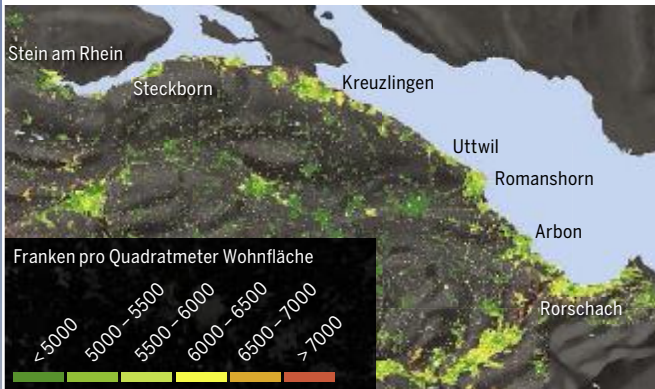 Stein am Rhein
Steckborn
Kreuzlingen
Uttwil
Romanshorn
Arbon
Rorschach
Franken pro Quadratmeter Wohnfläche
< 5000
5000 – 5500
5500 – 6000
6000 – 6500
6500 – 7000
> 7000